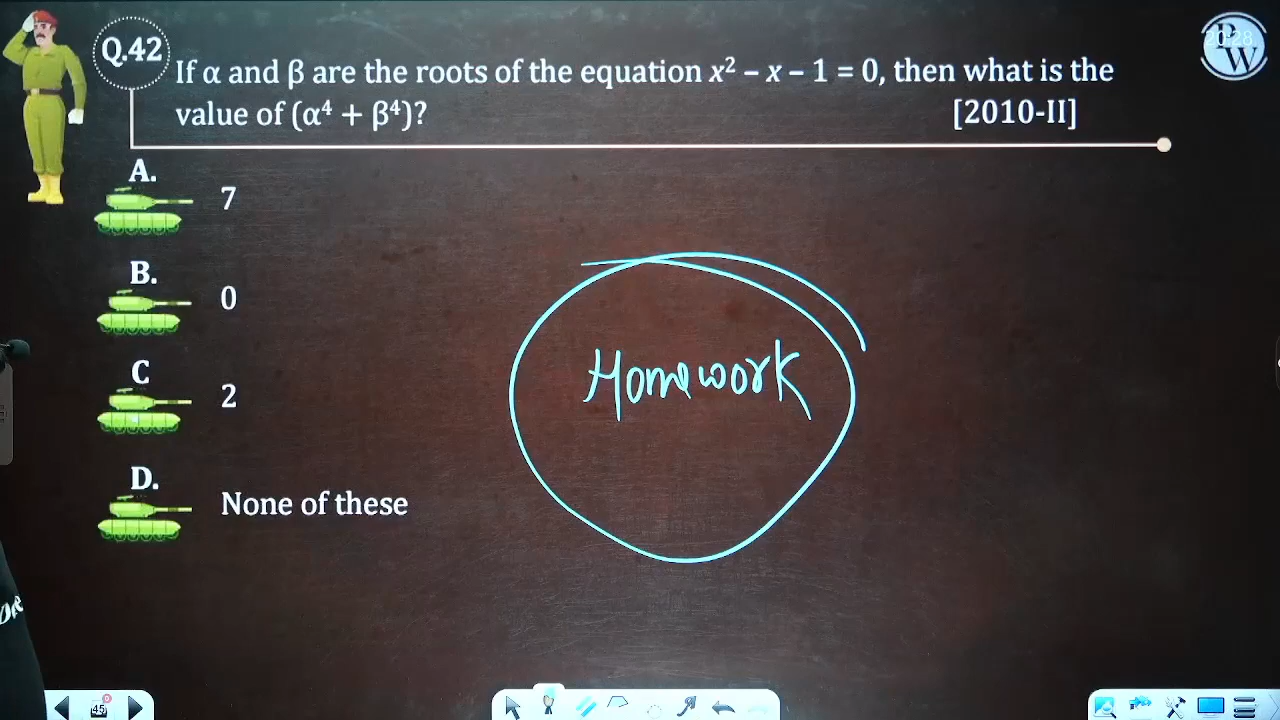 Q.42
If α and β are the roots of the equation x² – x – 1 = 0, then what is the
value of (α⁴ + β⁴)? [2010-II]
A.
7
B.
0
C
2
D.
None of these
Homework
45